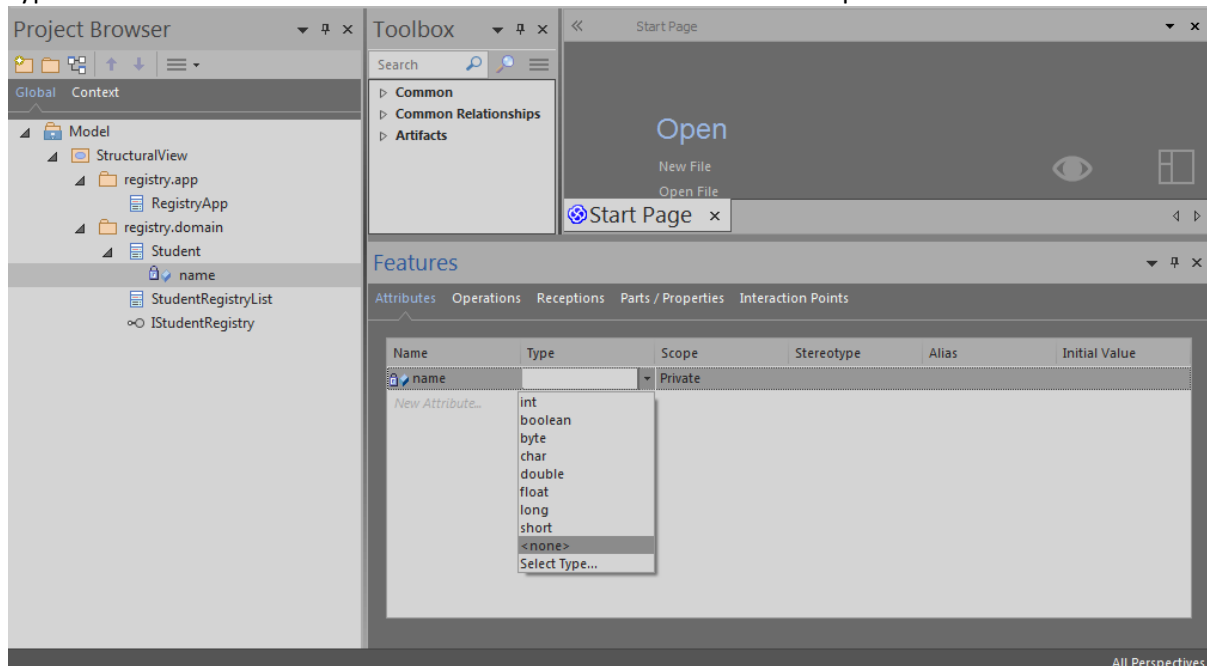 Project Browser
Global Context
Model
StructuralView
registry.app
RegistryApp
registry.domain
Student
name
StudentRegistryList
IStudentRegistry
Toolbox
Search
Common
Common Relationships
Artifacts
Start Page
Open
New File
Open File
Start Page
Features
Attributes Operations Receptions Parts / Properties Interaction Points
Name Type Scope Stereotype Alias Initial Value
name Private
New Attribute...
int
boolean
byte
char
double
float
long
short
<none>
Select Type...
All Perspectives